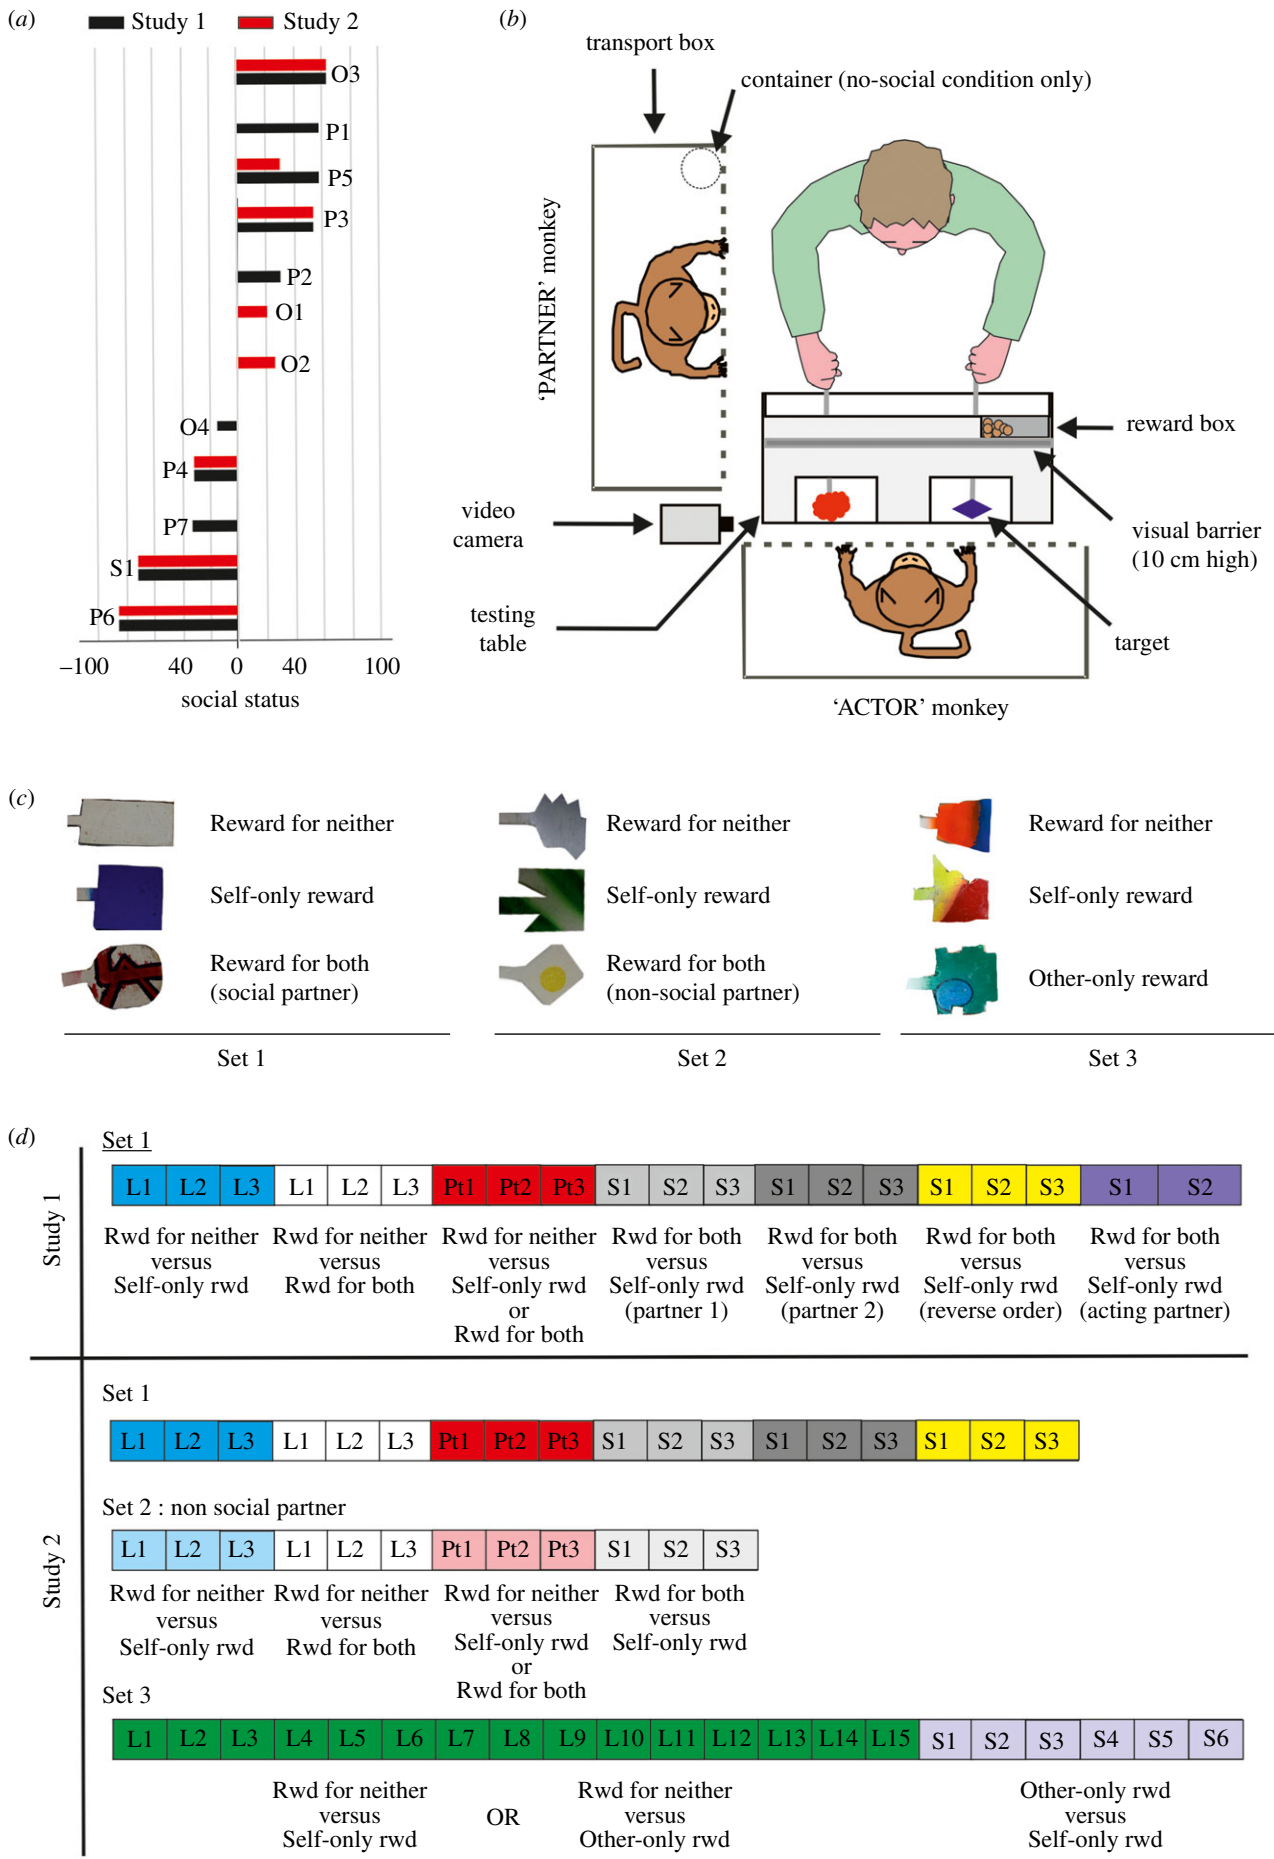 (a)
Study 1
Study 2
O3
P1
P5
P3
P2
O1
O2
O4
P4
P7
S1
P6
–100 40 0 40 100
social status
(b)
transport box
container (no-social condition only)
‘PARTNER’ monkey
reward box
video
camera
visual barrier
(10 cm high)
testing
table
target
‘ACTOR’ monkey
(c)
Reward for neither
Self-only reward
Reward for both
(social partner)
Set 1
Reward for neither
Self-only reward
Reward for both
(non-social partner)
Set 2
Reward for neither
Self-only reward
Other-only reward
Set 3
(d)
Study 1
Set 1
L1 L2 L3 L1 L2 L3 Pt1 Pt2 Pt3 S1 S2 S3 S1 S2 S3 S1 S2 S3 S1 S2
Rwd for neither
versus
Self-only rwd
Rwd for neither
versus
Rwd for both
Rwd for neither
versus
Self-only rwd
or
Rwd for both
Rwd for both
versus
Self-only rwd
(partner 1)
Rwd for both
versus
Self-only rwd
(partner 2)
Rwd for both
versus
Self-only rwd
(reverse order)
Rwd for both
versus
Self-only rwd
(acting partner)
Study 2
Set 1
L1 L2 L3 L1 L2 L3 Pt1 Pt2 Pt3 S1 S2 S3 S1 S2 S3 S1 S2 S3
Set 2 : non social partner
L1 L2 L3 L1 L2 L3 Pt1 Pt2 Pt3 S1 S2 S3
Rwd for neither
versus
Self-only rwd
Rwd for neither
versus
Rwd for both
Rwd for neither
versus
Self-only rwd
or
Rwd for both
Rwd for both
versus
Self-only rwd
Set 3
L1 L2 L3 L4 L5 L6 L7 L8 L9 L10 L11 L12 L13 L14 L15 S1 S2 S3 S4 S5 S6
Rwd for neither
versus
Self-only rwd
OR
Rwd for neither
versus
Other-only rwd
Other-only rwd
versus
Self-only rwd